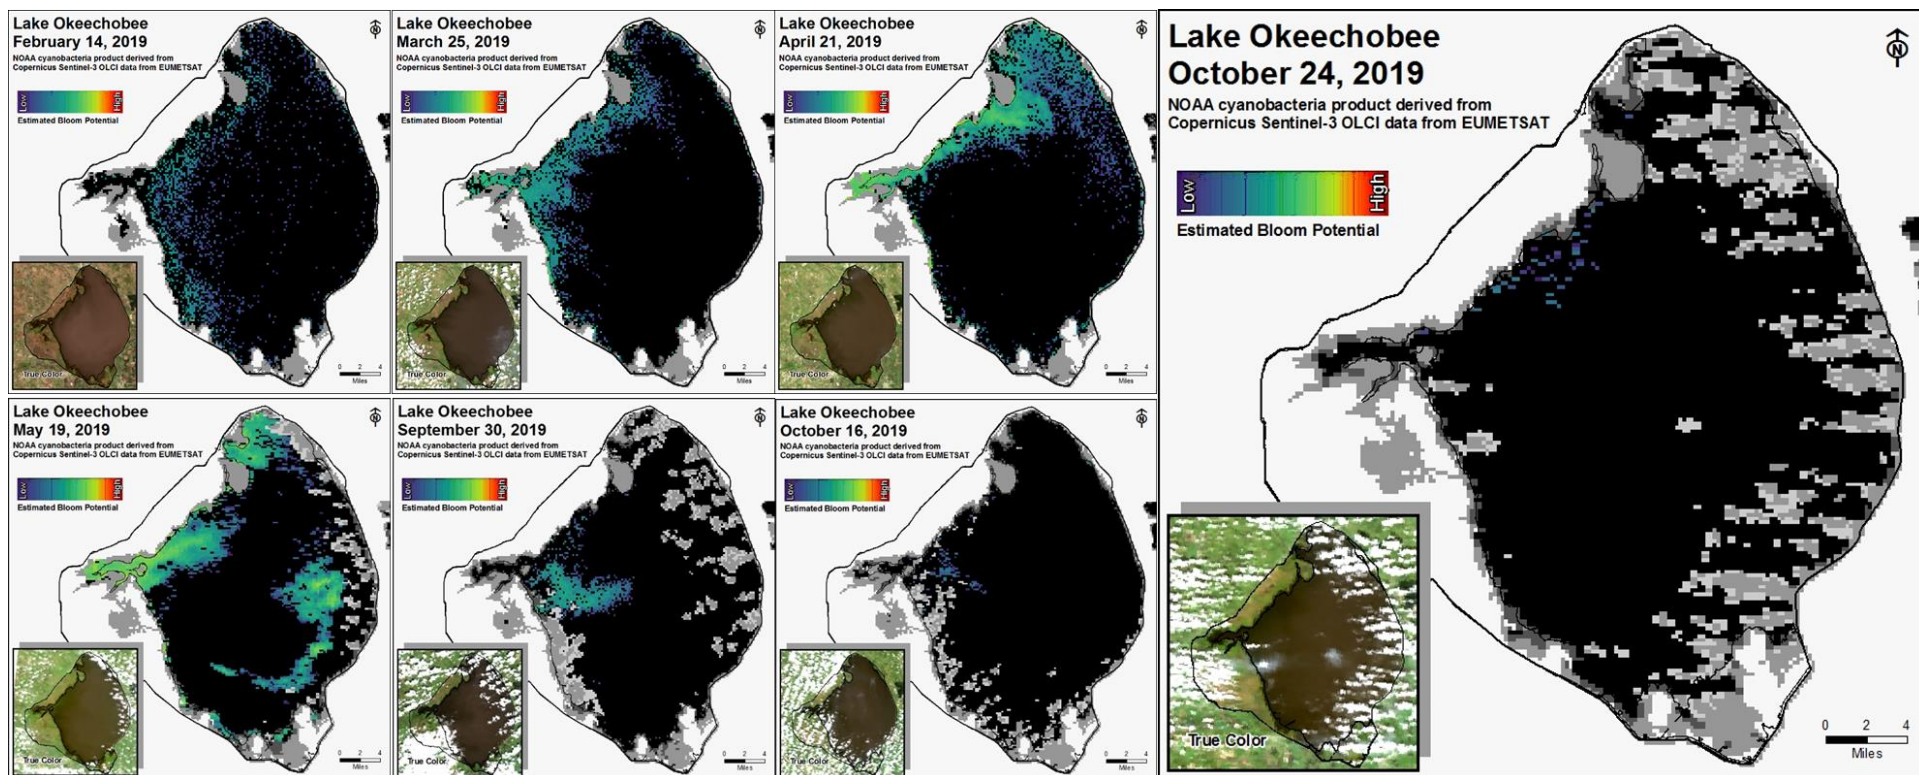 Lake Okeechobee
February 14, 2019
NOAA cyanobacteria product derived from
Copernicus Sentinel-3 OLCI data from EUMETSAT
N
Low
High
Estimated Bloom Potential
True Color
0 2 4
Miles
Lake Okeechobee
March 25, 2019
NOAA cyanobacteria product derived from
Copernicus Sentinel-3 OLCI data from EUMETSAT
N
Low
High
Estimated Bloom Potential
True Color
0 2 4
Miles
Lake Okeechobee
April 21, 2019
NOAA cyanobacteria product derived from
Copernicus Sentinel-3 OLCI data from EUMETSAT
N
Low
High
Estimated Bloom Potential
True Color
0 2 4
Miles
Lake Okeechobee
May 19, 2019
NOAA cyanobacteria product derived from
Copernicus Sentinel-3 OLCI data from EUMETSAT
N
Low
High
Estimated Bloom Potential
True Color
0 2 4
Miles
Lake Okeechobee
September 30, 2019
NOAA cyanobacteria product derived from
Copernicus Sentinel-3 OLCI data from EUMETSAT
N
Low
High
Estimated Bloom Potential
True Color
0 2 4
Miles
Lake Okeechobee
October 16, 2019
NOAA cyanobacteria product derived from
Copernicus Sentinel-3 OLCI data from EUMETSAT
N
Low
High
Estimated Bloom Potential
True Color
0 2 4
Miles
Lake Okeechobee
October 24, 2019
NOAA cyanobacteria product derived from
Copernicus Sentinel-3 OLCI data from EUMETSAT
N
Low
High
Estimated Bloom Potential
True Color
0 2 4
Miles